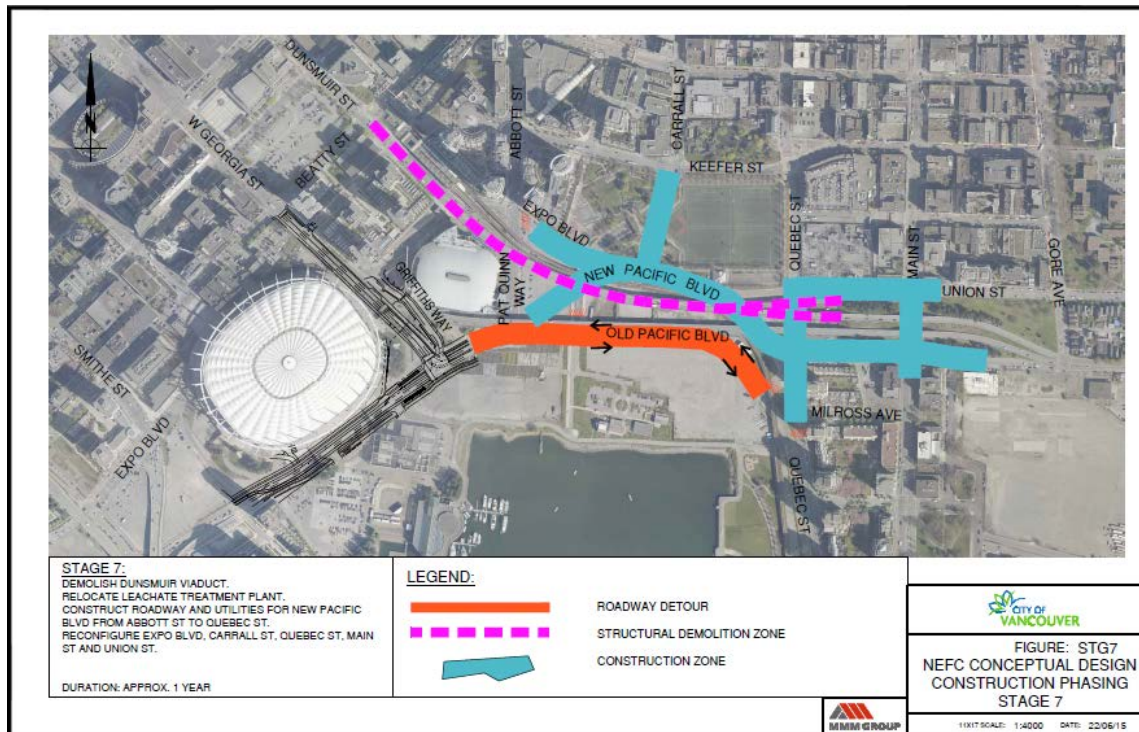 DUNSMUIR ST
W GEORGIA ST
BEATTY ST
ABBOTT ST
CARRALL ST
KEEFER ST
EXPO BLVD
QUEBEC ST
MAIN ST
GORE AVE
UNION ST
NEW PACIFIC BLVD
PAT QUINN
WAY
GRIFFITHS WAY
OLD PACIFIC BLVD
SMITHE ST
EXPO BLVD
MILROSS AVE
QUEBEC ST
STAGE 7:
DEMOLISH DUNSMUIR VIADUCT.
RELOCATE LEACHATE TREATMENT PLANT.
CONSTRUCT ROADWAY AND UTILITIES FOR NEW PACIFIC
BLVD FROM ABBOTT ST TO QUEBEC ST.
RECONFIGURE EXPO BLVD, CARRALL ST, QUEBEC ST, MAIN
ST AND UNION ST.
DURATION: APPROX. 1 YEAR
LEGEND:
ROADWAY DETOUR
STRUCTURAL DEMOLITION ZONE
CONSTRUCTION ZONE
CITY OF
VANCOUVER
FIGURE: STG7
NEFC CONCEPTUAL DESIGN
CONSTRUCTION PHASING
STAGE 7
MMM GROUP
11X17 SCALE: 1:4000 DATE: 22/06/15